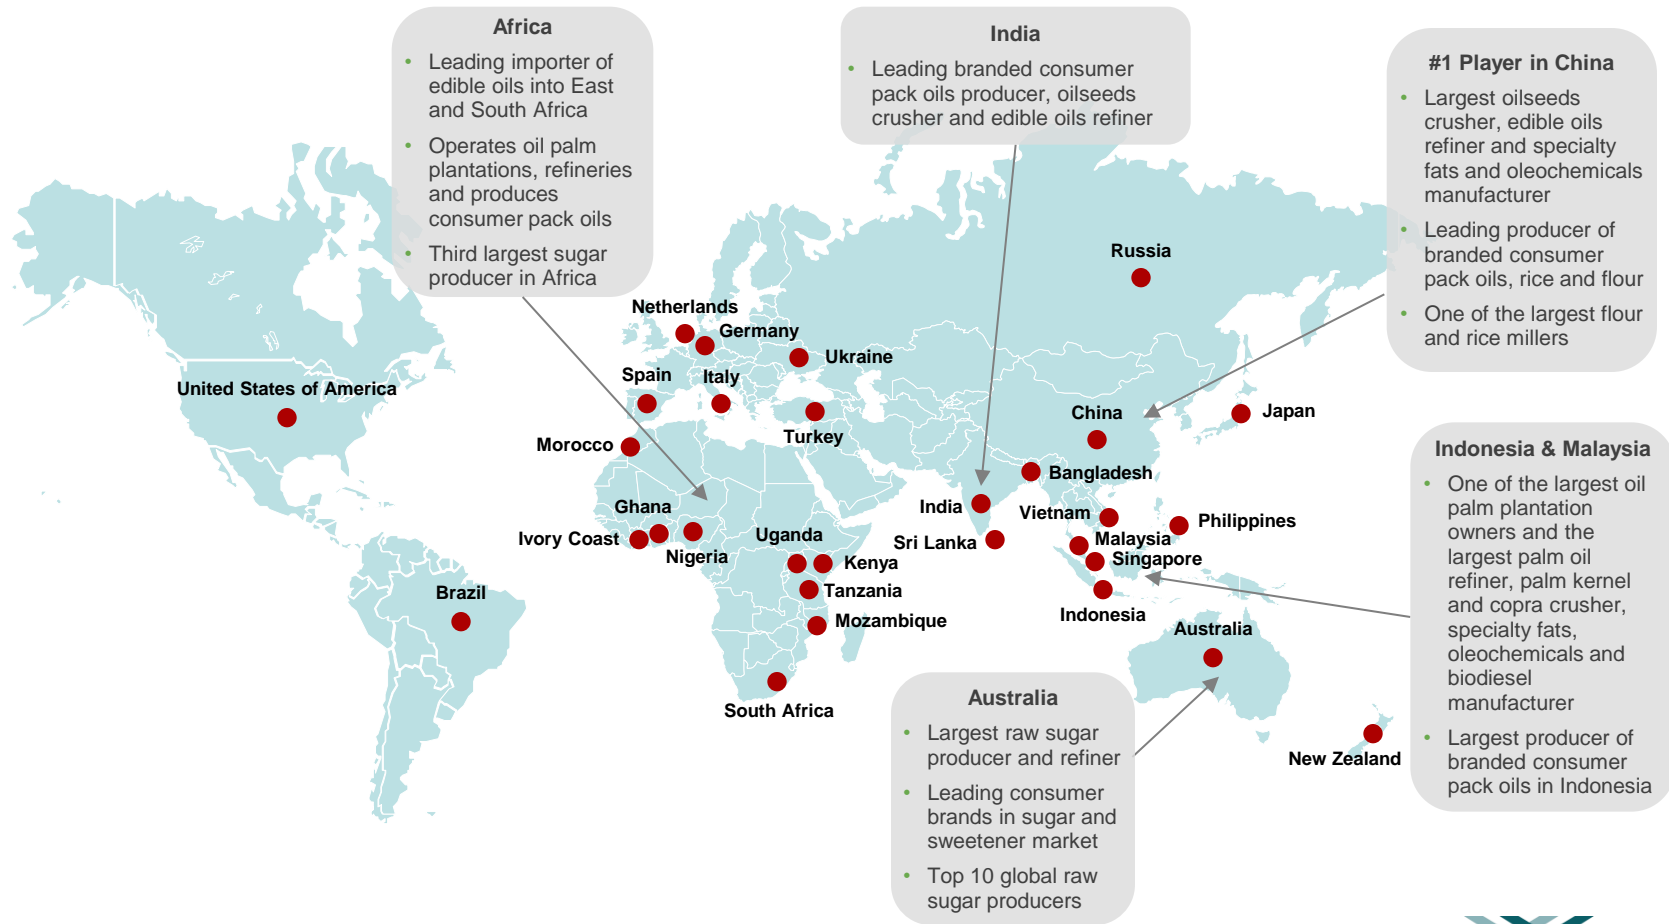 Africa
• Leading importer of
edible oils into East
and South Africa
• Operates oil palm
plantations, refineries
and produces
consumer pack oils
• Third largest sugar
producer in Africa
India
• Leading branded consumer
pack oils producer, oilseeds
crusher and edible oils refiner
#1 Player in China
• Largest oilseeds
crusher, edible oils
refiner and specialty
fats and oleochemicals
manufacturer
• Leading producer of
branded consumer
pack oils, rice and flour
• One of the largest flour
and rice millers
Russia
Netherlands
Germany
Ukraine
Spain
Italy
United States of America
China
Japan
Turkey
Morocco
Bangladesh
Ghana
India
Vietnam
Philippines
Ivory Coast
Nigeria
Uganda
Sri Lanka
Malaysia
Singapore
Kenya
Tanzania
Brazil
Indonesia
Mozambique
Australia
South Africa
New Zealand
Indonesia & Malaysia
• One of the largest oil
palm plantation
owners and the
largest palm oil
refiner, palm kernel
and copra crusher,
specialty fats,
oleochemicals and
biodiesel
manufacturer
• Largest producer of
branded consumer
pack oils in Indonesia
Australia
• Largest raw sugar
producer and refiner
• Leading consumer
brands in sugar and
sweetener market
• Top 10 global raw
sugar producers